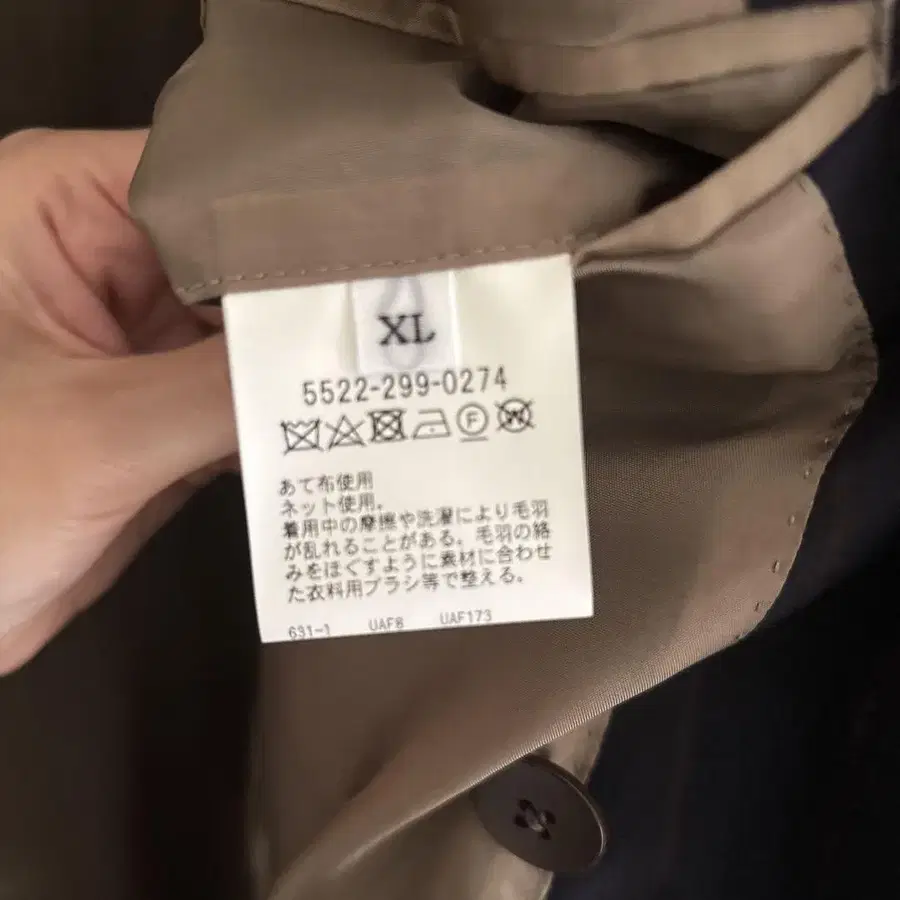 XL
5522-299-0274
F W
あて布使用
ネット使用.
着用中の摩擦や洗濯により毛羽
が乱れることがある。毛羽の絡
みをほぐすように素材に合わせ
た衣料用ブラシ等で整える。
631-1 UAF8 UAF173